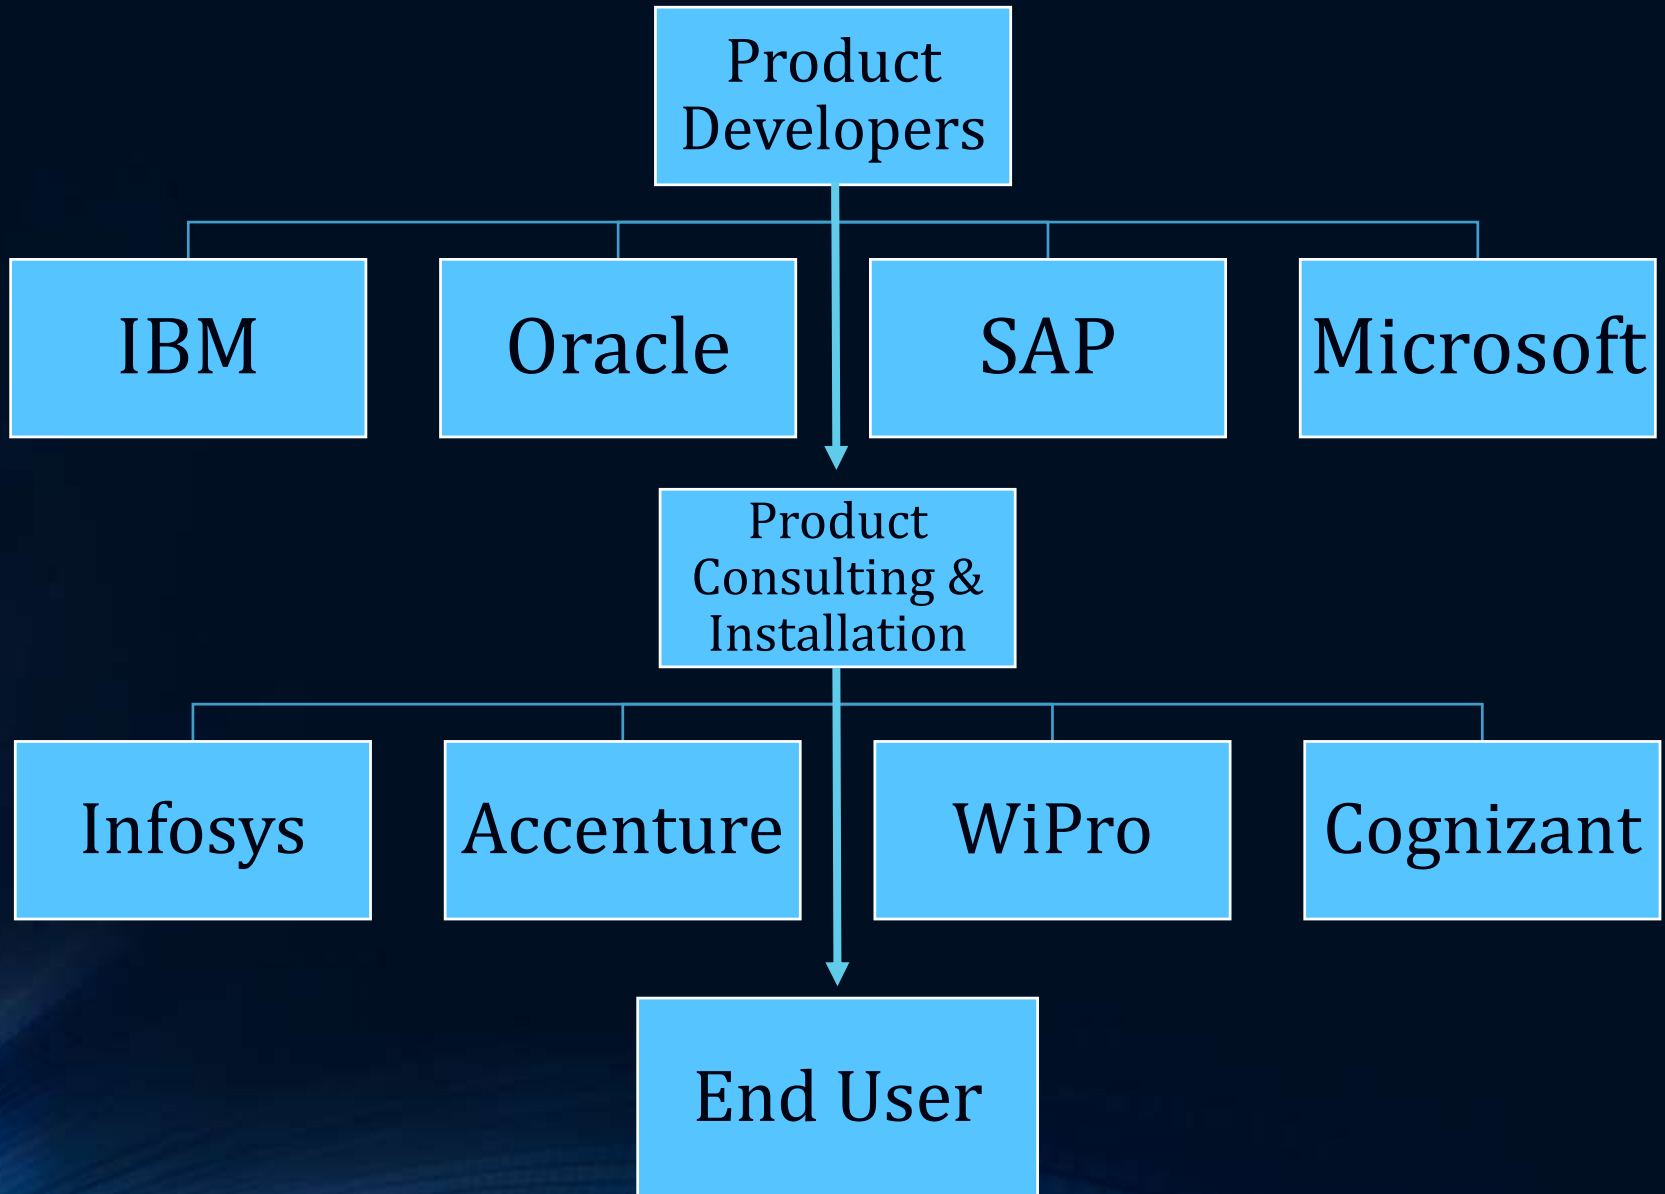 Product
Developers
IBM
Oracle
SAP
Microsoft
Product
Consulting &
Installation
Infosys
Accenture
WiPro
Cognizant
End User